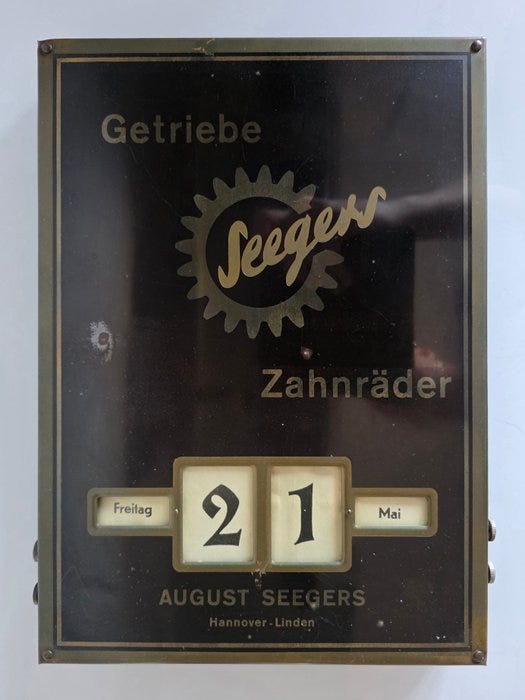 Getriebe
Seegers
Zahnräder
Freitag 21 Mai
AUGUST SEEGERS
Hannover-Linden